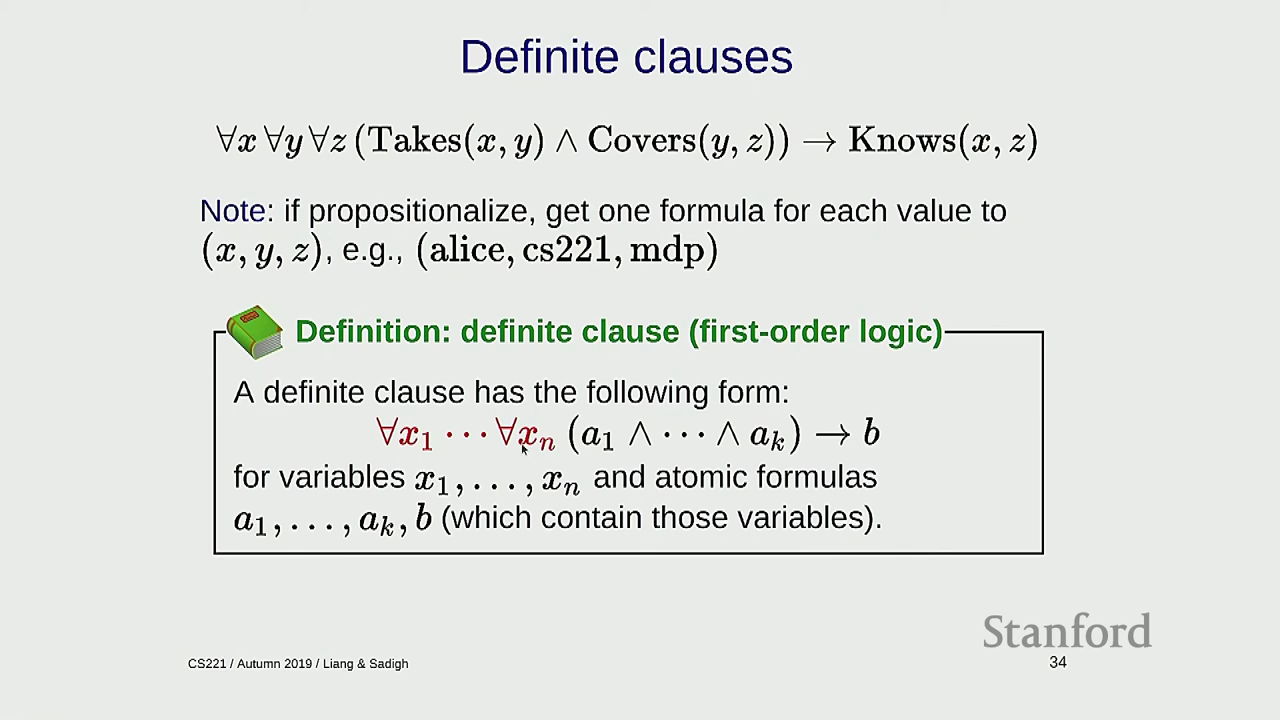 Definite clauses
∀x ∀y ∀z (Takes(x, y) ∧ Covers(y, z)) → Knows(x, z)
Note: if propositionalize, get one formula for each value to
(x, y, z), e.g., (alice, cs221, mdp)
Definition: definite clause (first-order logic)
A definite clause has the following form:
∀x₁ ··· ∀xₙ (a₁ ∧ ··· ∧ aₖ) → b
for variables x₁, . . . , xₙ and atomic formulas
a₁, . . . , aₖ, b (which contain those variables).
Stanford
CS221 / Autumn 2019 / Liang & Sadigh
34